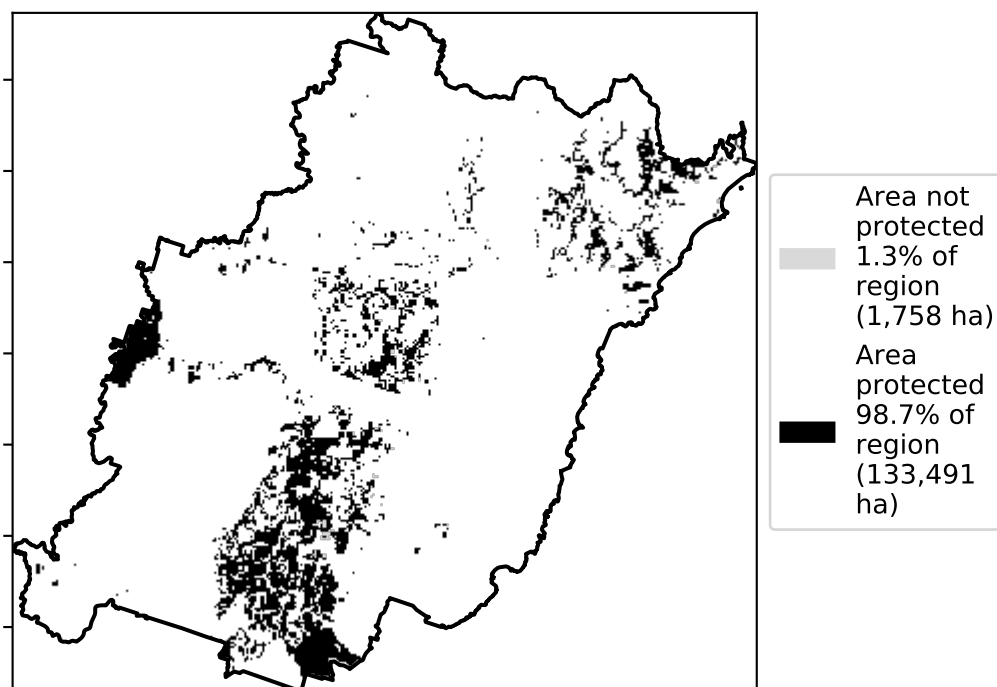 Area not
protected
1.3% of
region
(1,758 ha)
Area
protected
98.7% of
region
(133,491
ha)